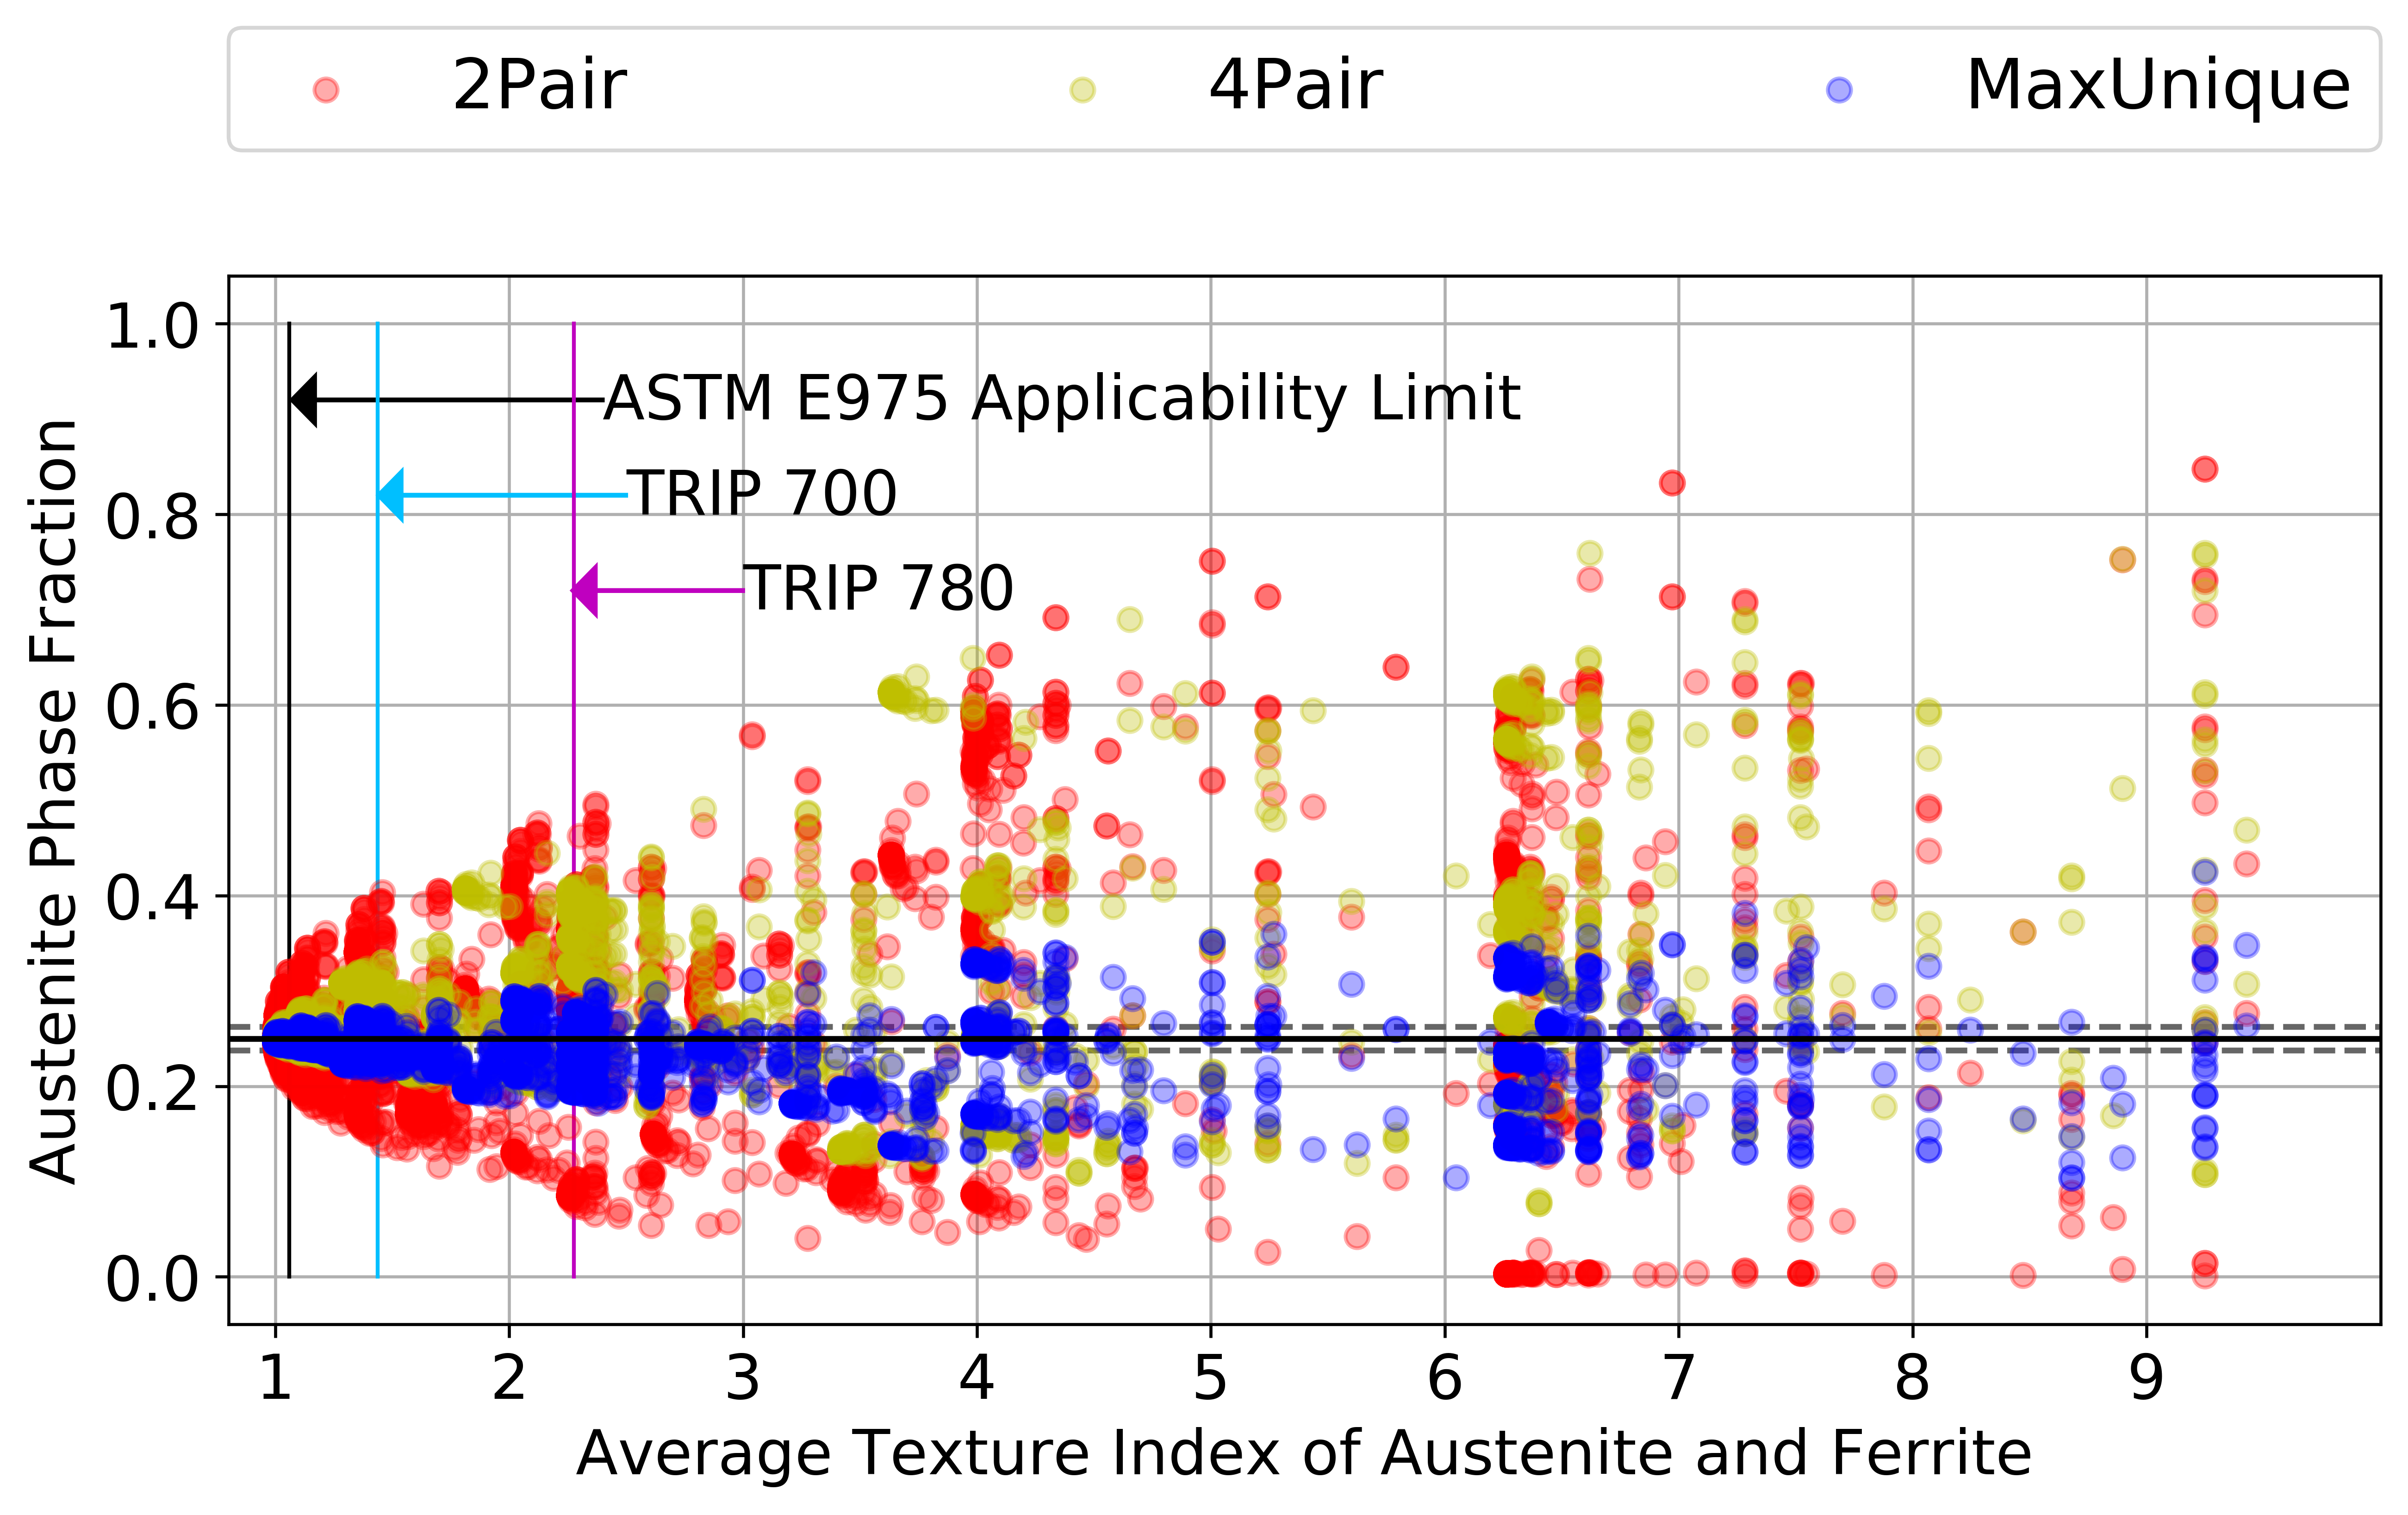 2Pair 4Pair MaxUnique
1.0
ASTM E975 Applicability Limit
TRIP 700
0.8
TRIP 780
0.6
0.4
0.2
0.0
Austenite Phase Fraction
1 2 3 4 5 6 7 8 9
Average Texture Index of Austenite and Ferrite